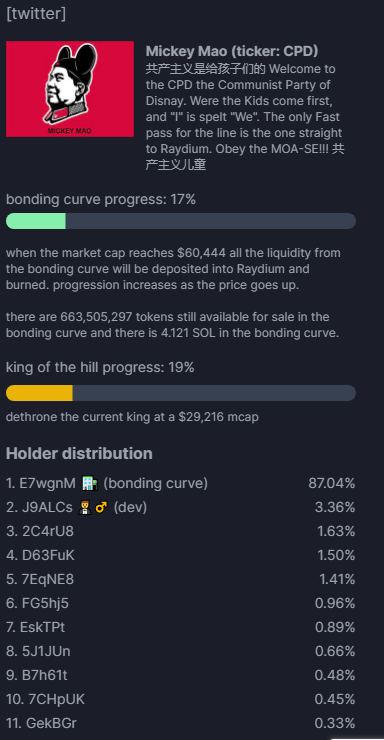 [twitter]
MICKEY MAO
Mickey Mao (ticker: CPD)
共产主义是给孩子们的 Welcome to
the CPD the Communist Party of
Disnay. Were the Kids come first,
and "I" is spelt "We". The only Fast
pass for the line is the one straight
to Raydium. Obey the MOA-SE!!! 共
产主义儿童
bonding curve progress: 17%
when the market cap reaches $60,444 all the liquidity from
the bonding curve will be deposited into Raydium and
burned. progression increases as the price goes up.
there are 663,505,297 tokens still available for sale in the
bonding curve and there is 4.121 SOL in the bonding curve.
king of the hill progress: 19%
dethrone the current king at a $29,216 mcap
Holder distribution
1. E7wgnM 🏦 (bonding curve) 87.04%
2. J9ALCs 👨‍💼 ♂ (dev) 3.36%
3. 2C4rU8 1.63%
4. D63FuK 1.50%
5. 7EqNE8 1.41%
6. FG5hj5 0.96%
7. EskTPt 0.89%
8. 5J1JUn 0.66%
9. B7h61t 0.48%
10. 7CHpUK 0.45%
11. GekBGr 0.33%